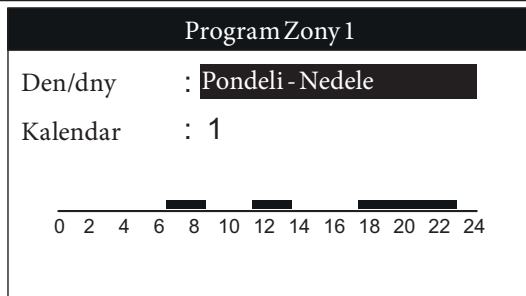 Program Zony 1
Den/dny : Pondeli - Nedele
Kalendar : 1
0 2 4 6 8 10 12 14 16 18 20 22 24